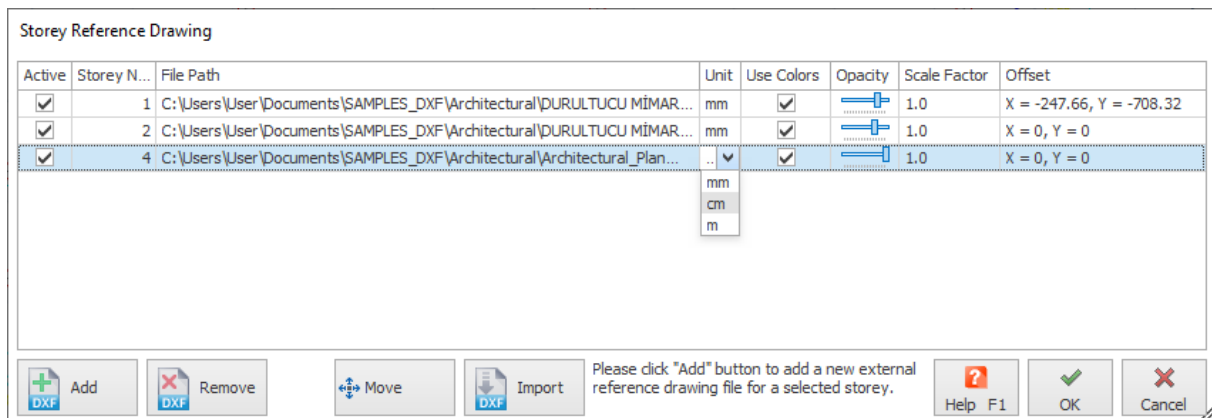 Storey Reference Drawing
Active Storey N... File Path Unit Use Colors Opacity Scale Factor Offset
1 C:\Users\User\Documents\SAMPLES_DXF\Architectural\DURULTUCU MİMAR... mm 1.0 X = -247.66, Y = -708.32
2 C:\Users\User\Documents\SAMPLES_DXF\Architectural\DURULTUCU MİMAR... mm 1.0 X = 0, Y = 0
4 C:\Users\User\Documents\SAMPLES_DXF\Architectural\Architectural_Plan... .. 1.0 X = 0, Y = 0
mm
cm
m
DXF Add
DXF Remove
Move
DXF Import
Please click "Add" button to add a new external
reference drawing file for a selected storey.
? Help F1
OK
Cancel